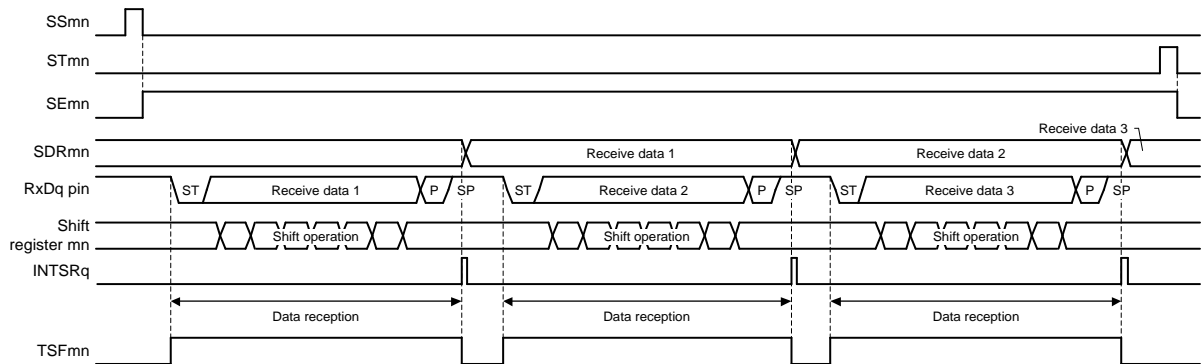 SSmn
STmn
SEmn
Receive data 3
SDRmn
Receive data 1
Receive data 2
RxDq pin
ST
Receive data 1
P
SP
ST
Receive data 2
P
SP
ST
Receive data 3
P
SP
Shift
register mn
Shift operation
Shift operation
Shift operation
INTSRq
Data reception
Data reception
Data reception
TSFmn